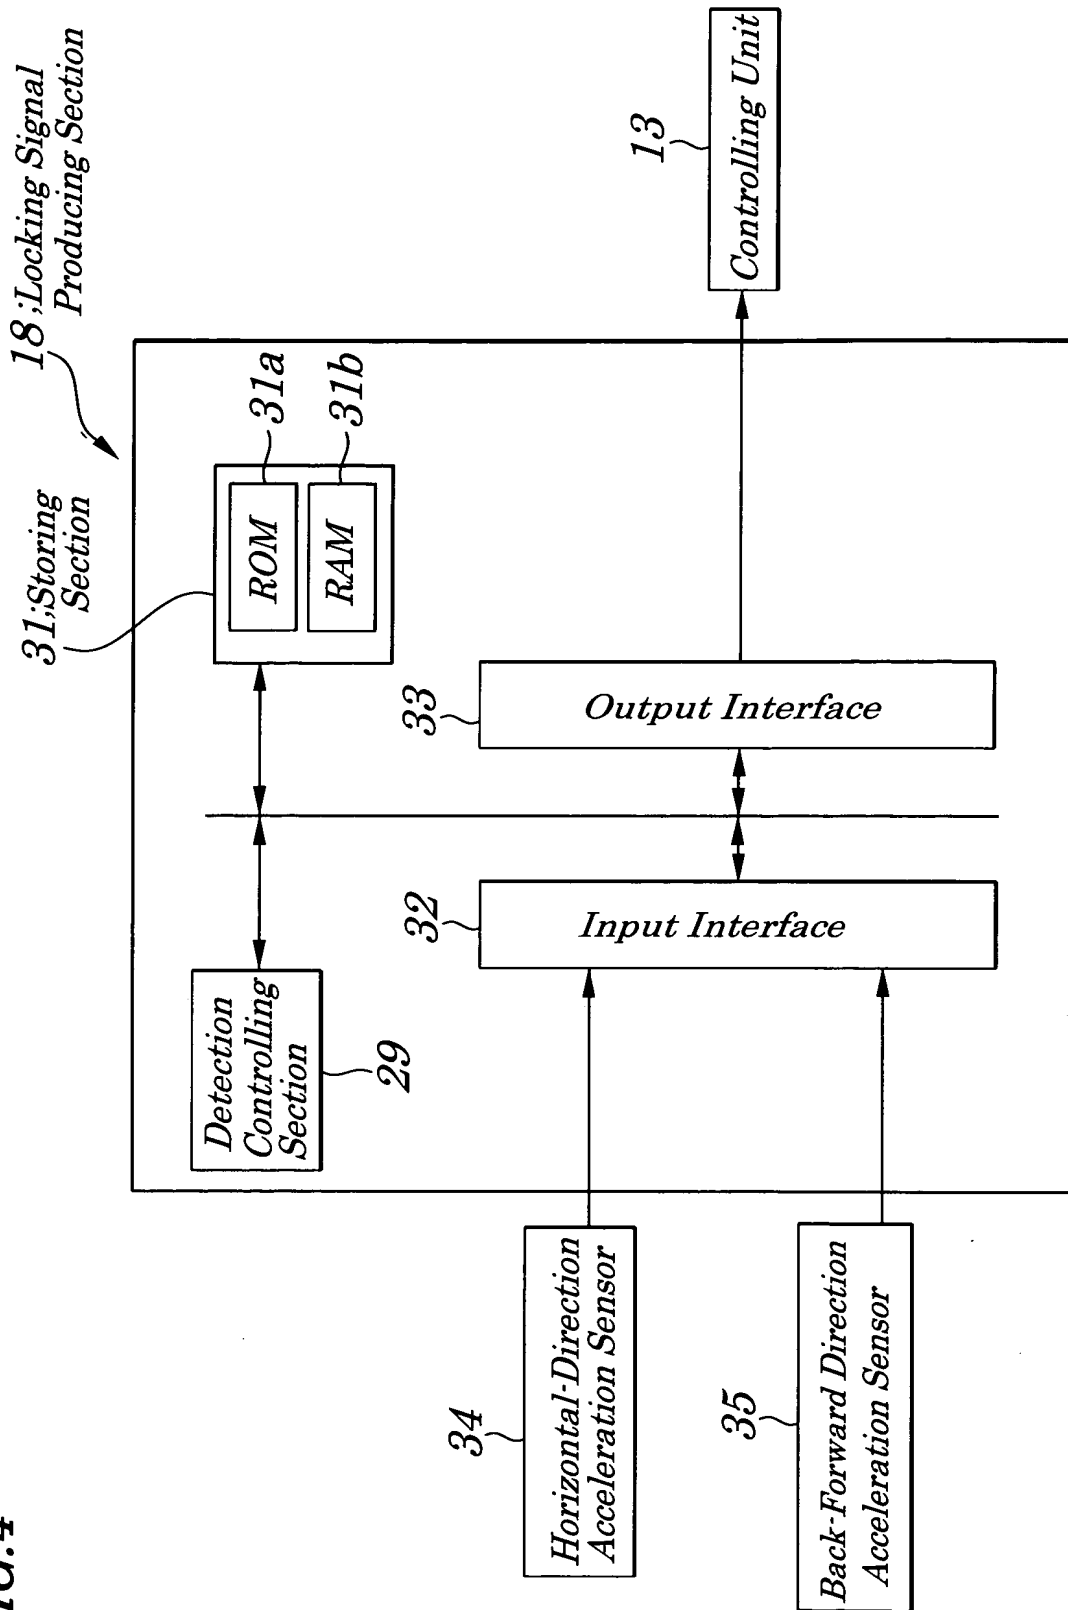 18;Locking Signal
Producing Section
31;Storing
Section
ROM
31a
RAM
31b
13
Controlling Unit
33
Output Interface
32
Input Interface
Detection
Controlling
Section
29
34
Horizontal-Direction
Acceleration Sensor
35
Back-Forward Direction
Acceleration Sensor